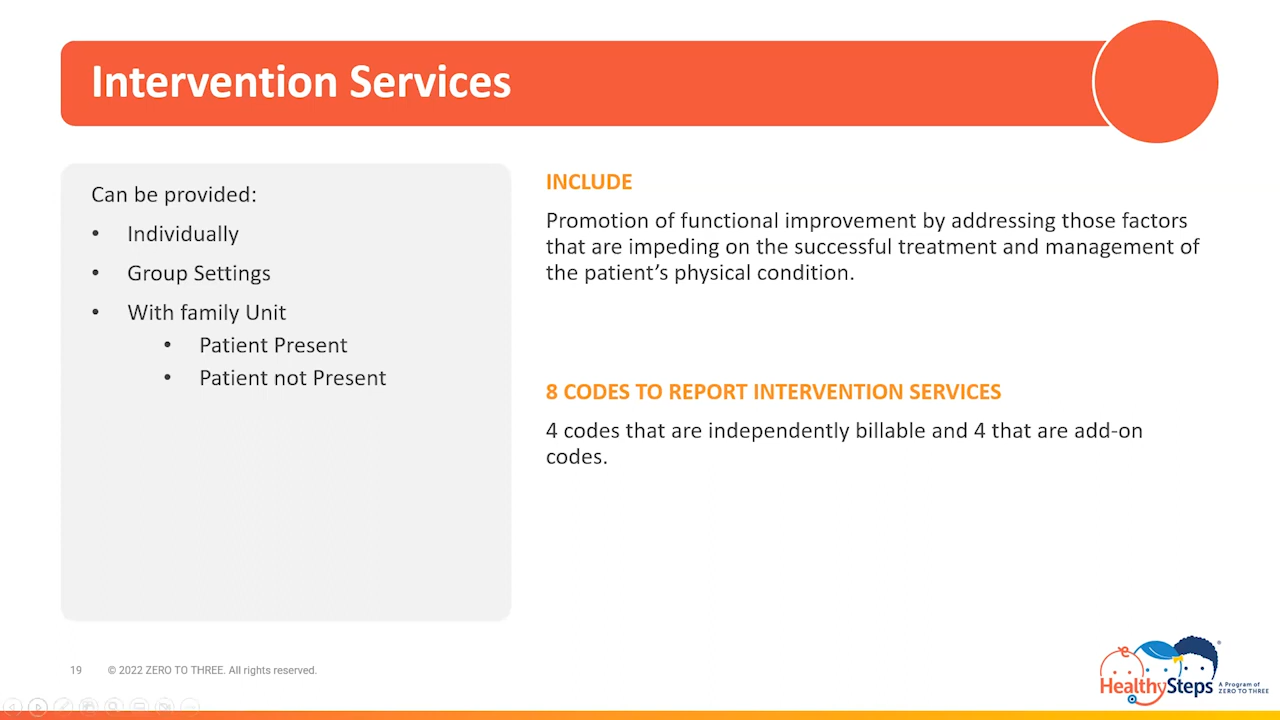 Intervention Services
Can be provided:
• Individually
• Group Settings
• With family Unit
• Patient Present
• Patient not Present
INCLUDE
Promotion of functional improvement by addressing those factors
that are impeding on the successful treatment and management of
the patient’s physical condition.
8 CODES TO REPORT INTERVENTION SERVICES
4 codes that are independently billable and 4 that are add-on
codes.
19 © 2022 ZERO TO THREE. All rights reserved.
HealthySteps
A Program of
ZERO TO THREE